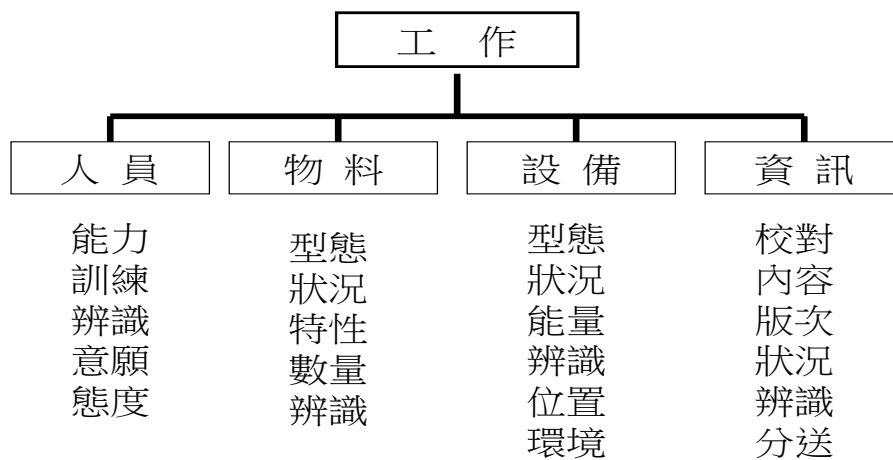 工 作
人 員
能力
訓練
辨識
意願
態度
物 料
型態
狀況
特性
數量
辨識
設 備
型態
狀況
能量
辨識
位置
環境
資 訊
校對
內容
版次
狀況
辨識
分送